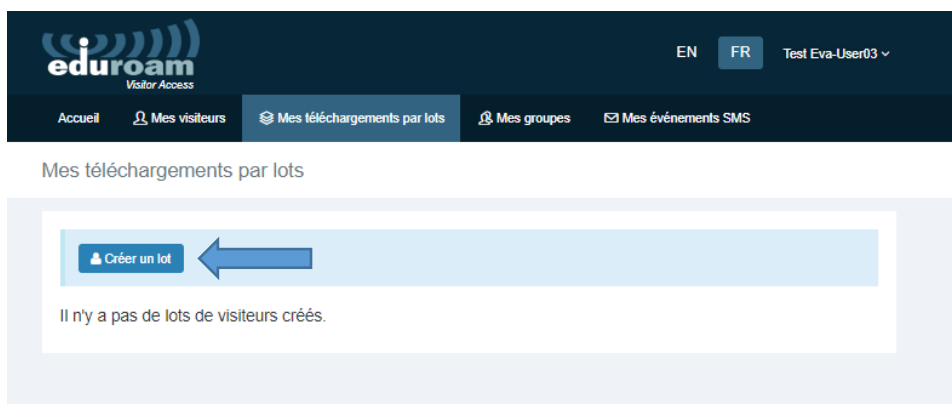 eduroam
Visitor Access
EN FR Test Eva-User03
Accueil Mes visiteurs Mes téléchargements par lots Mes groupes Mes événements SMS
Mes téléchargements par lots
Créer un lot
Il n'y a pas de lots de visiteurs créés.